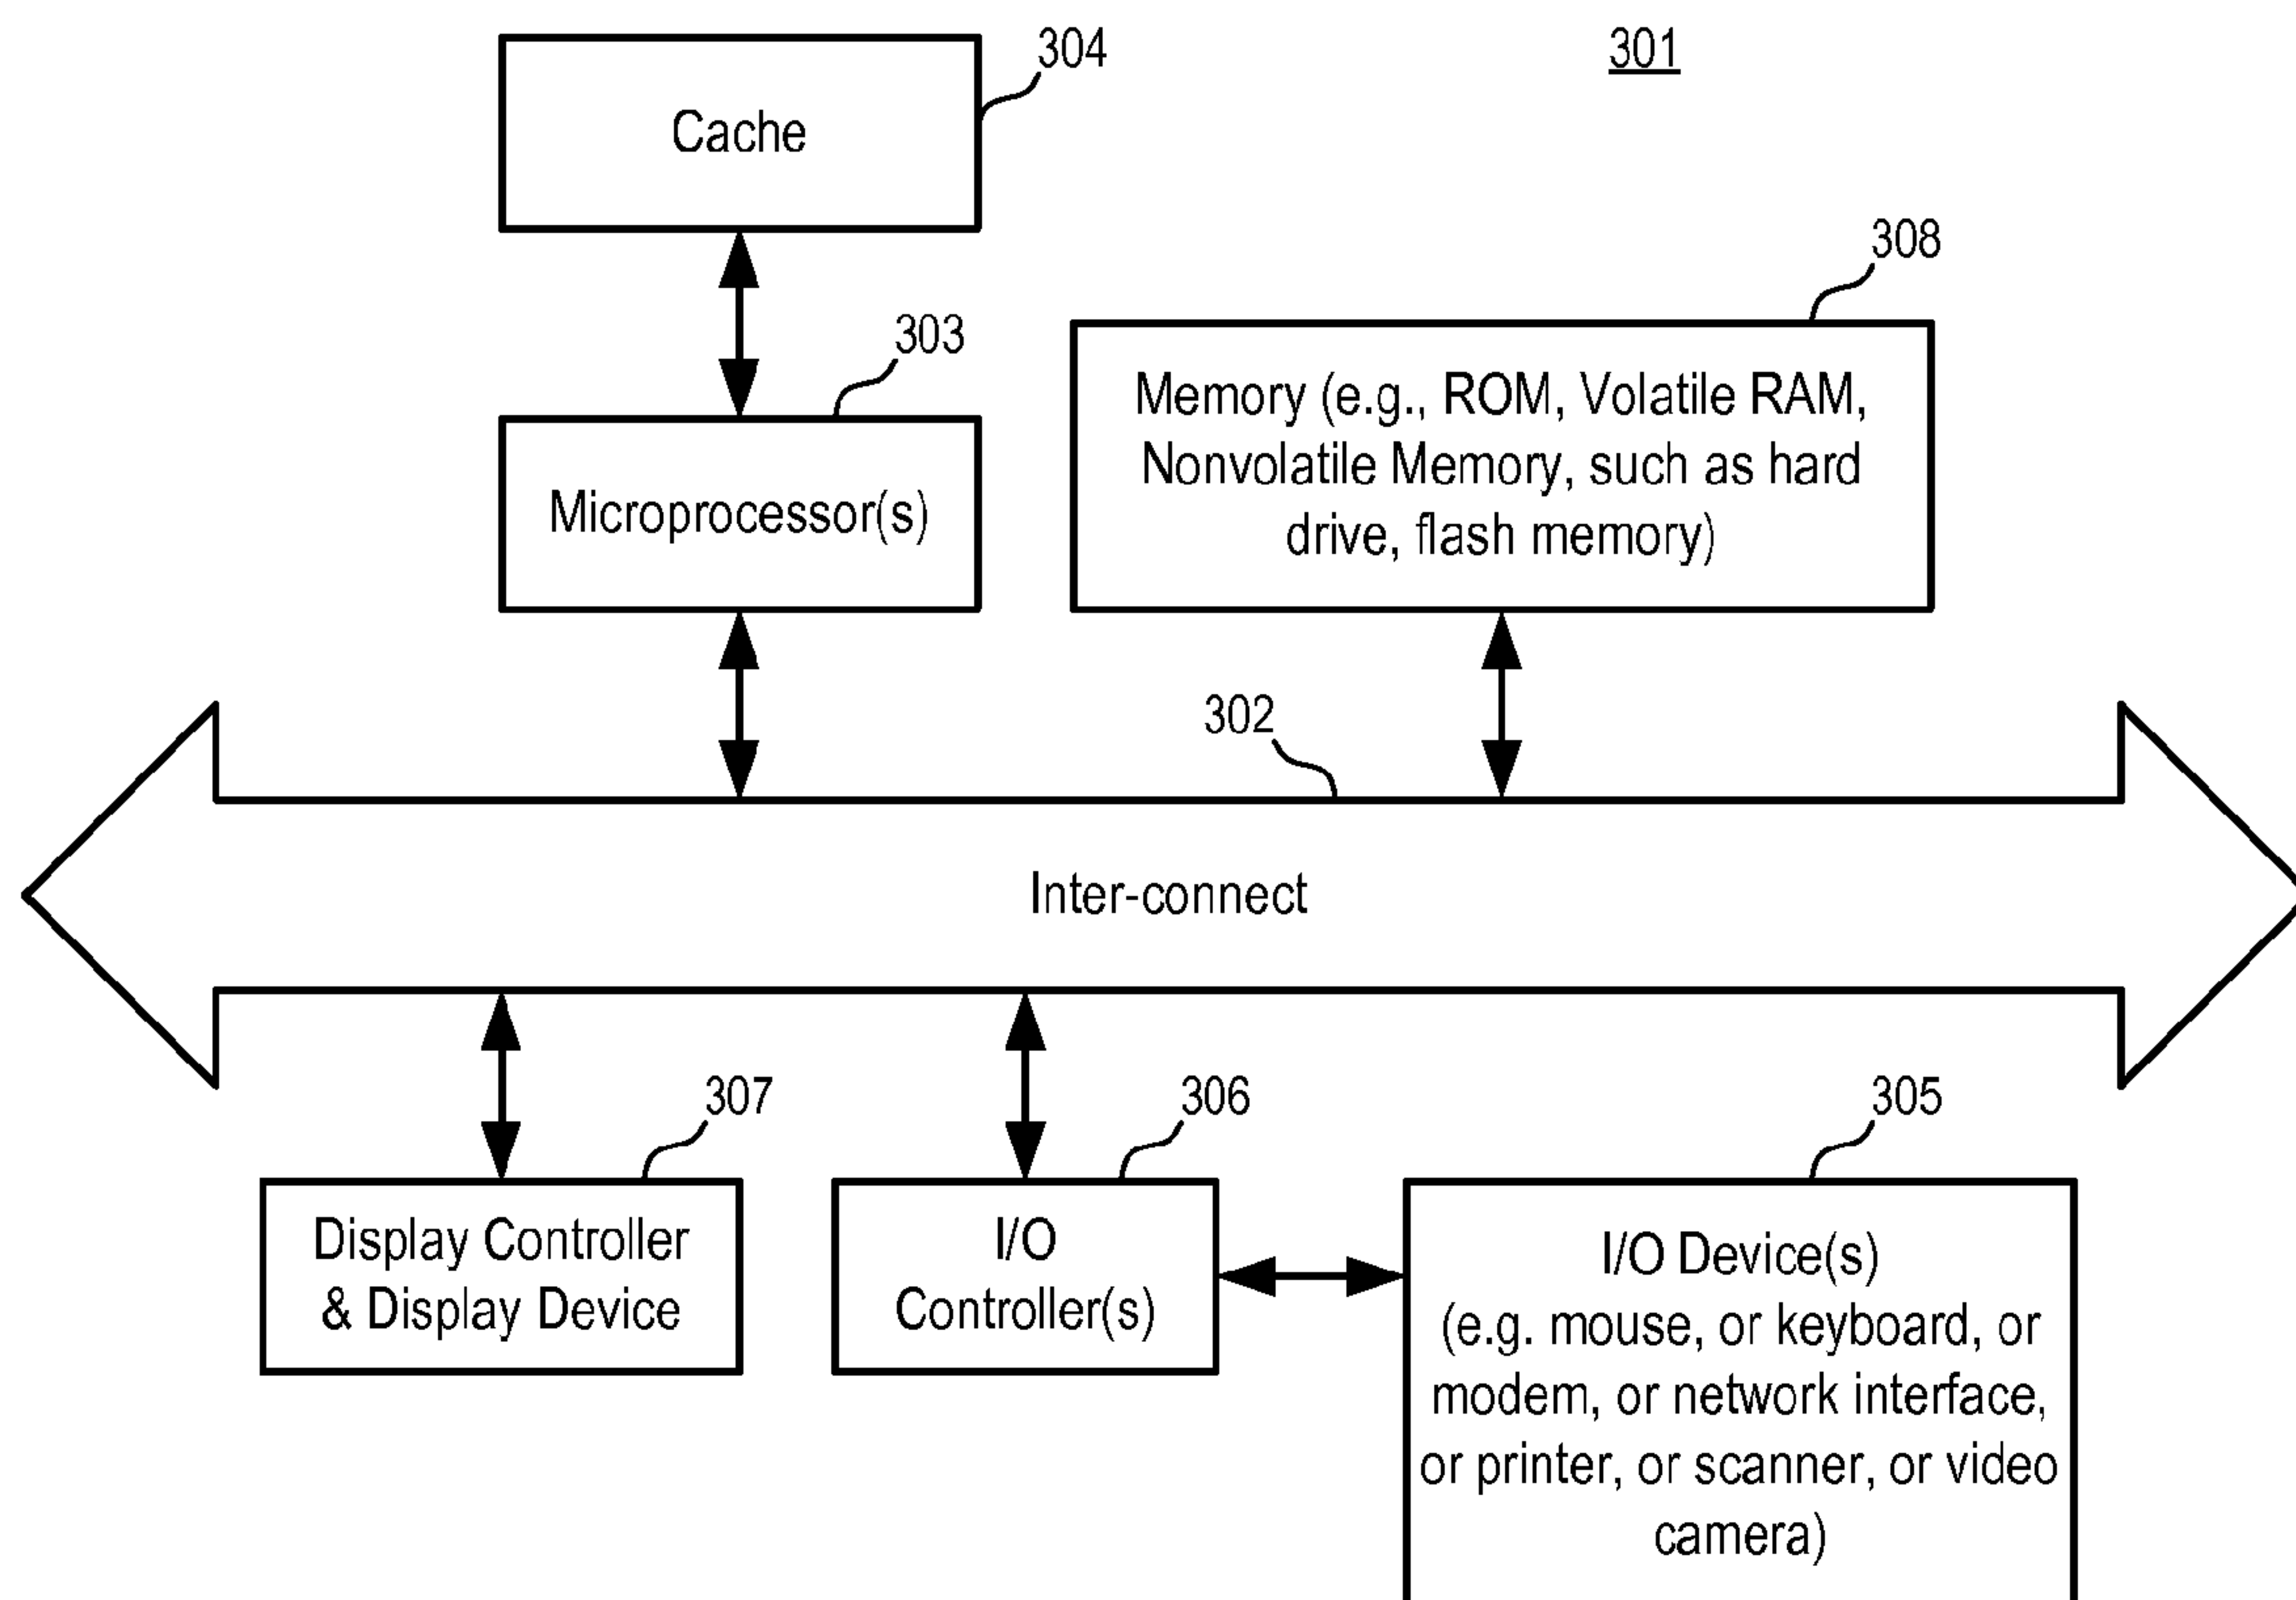 304
301
Cache
308
303
Memory (e.g., ROM, Volatile RAM,
Nonvolatile Memory, such as hard
drive, flash memory)
Microprocessor(s)
302
Inter-connect
307
306
305
Display Controller
& Display Device
I/O
Controller(s)
I/O Device(s)
(e.g. mouse, or keyboard, or
modem, or network interface,
or printer, or scanner, or video
camera)